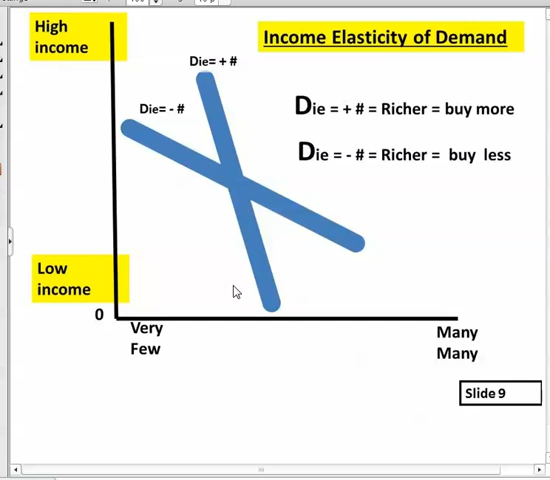 High
income
Income Elasticity of Demand
Die= + #
Die= - #
Die = + # = Richer = buy more
Die = - # = Richer = buy less
Low
income
0
Very
Few
Many
Many
Slide 9